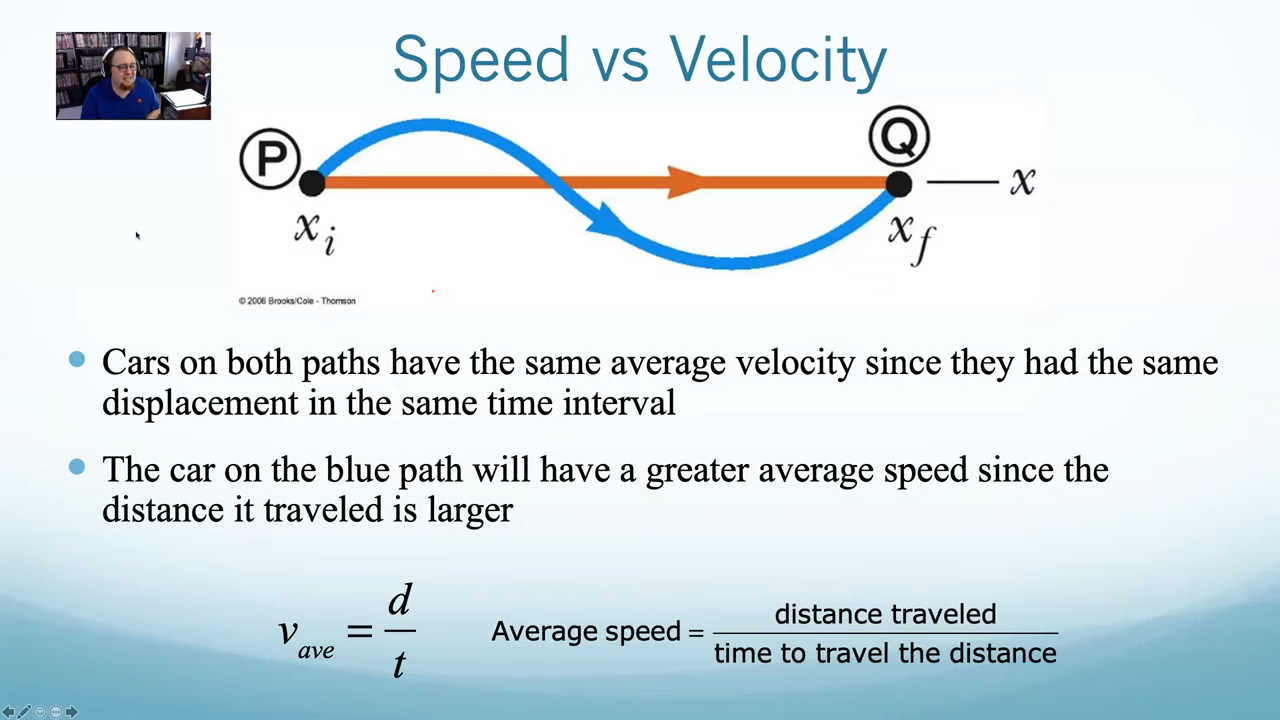 Speed vs Velocity
P
Q
x
x_i
x_f
© 2006 Brooks/Cole - Thomson
Cars on both paths have the same average velocity since they had the same
displacement in the same time interval
The car on the blue path will have a greater average speed since the
distance it traveled is larger
v_ave = d/t
Average speed = distance traveled / time to travel the distance